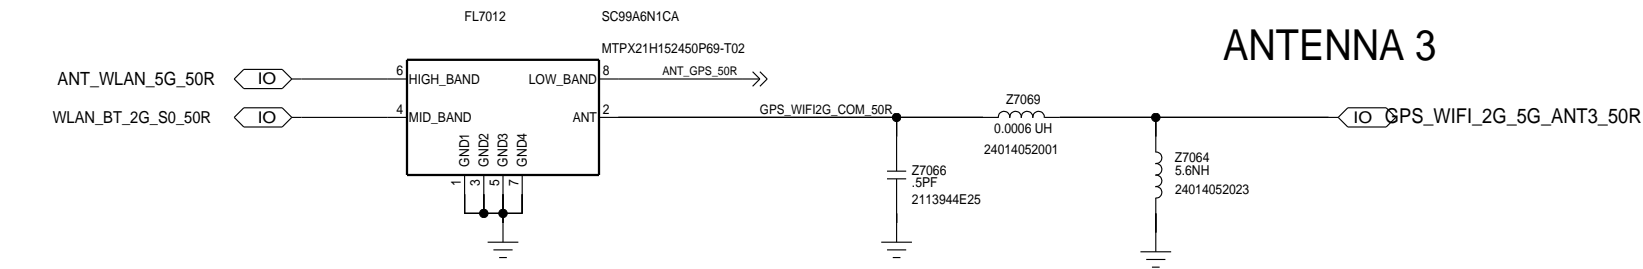 FL7012
SC99A6N1CA
MTPX21H152450P69-T02
ANTENNA 3
ANT_WLAN_5G_50R
IO
6
HIGH_BAND
LOW_BAND
8
ANT_GPS_50R
WLAN_BT_2G_S0_50R
IO
4
MID_BAND
ANT
2
GPS_WIFI2G_COM_50R
Z7069
0.0006 UH
24014052001
IO
GPS_WIFI_2G_5G_ANT3_50R
GND1
GND2
GND3
GND4
1
3
5
7
Z7066
.5PF
2113944E25
Z7064
5.6NH
24014052023